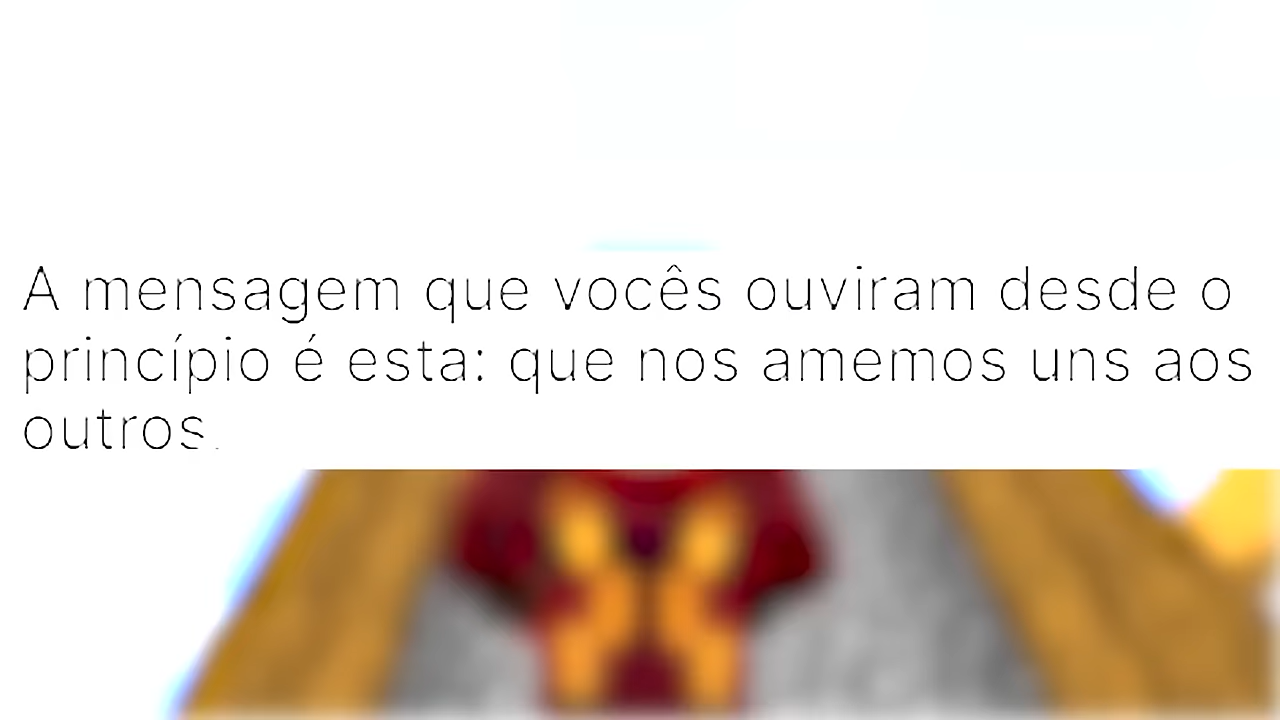 A mensagem que vocês ouviram desde o
princípio é esta: que nos amemos uns aos
outros.